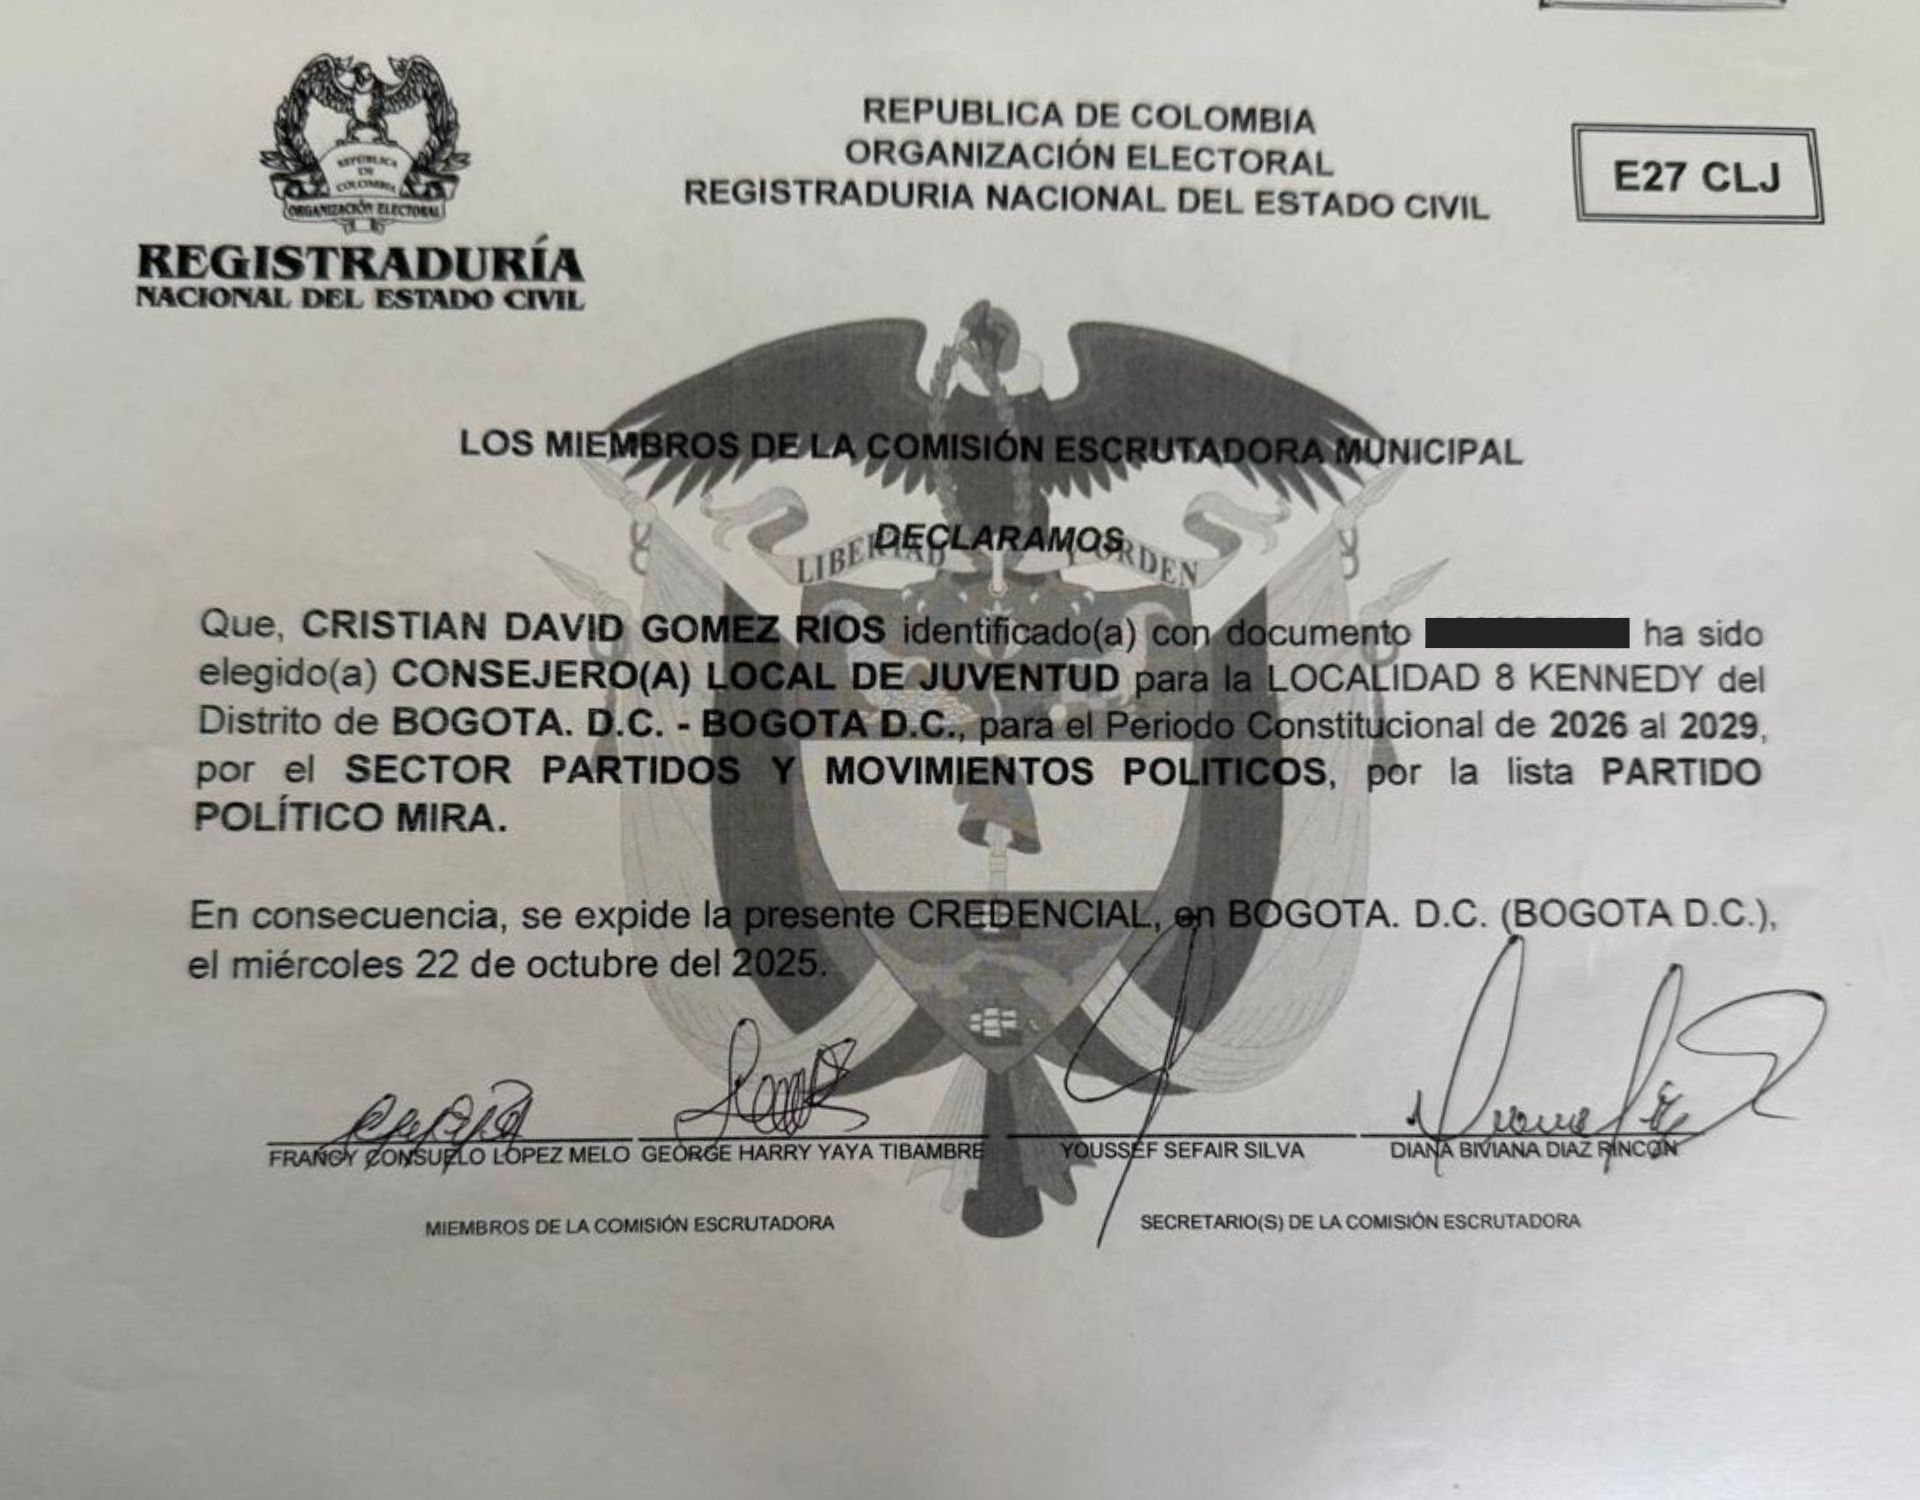 REPUBLICA DE COLOMBIA
ORGANIZACIÓN ELECTORAL
REGISTRADURIA NACIONAL DEL ESTADO CIVIL
E27 CLJ
REPUBLICA
DE
COLOMBIA
ORGANIZACIÓN ELECTORAL
REGISTRADURÍA
NACIONAL DEL ESTADO CIVIL
LOS MIEMBROS DE LA COMISIÓN ESCRUTADORA MUNICIPAL
DECLARAMOS
LIBERTAD Y ORDEN
Que, CRISTIAN DAVID GOMEZ RIOS identificado(a) con documento ha sido
elegido(a) CONSEJERO(A) LOCAL DE JUVENTUD para la LOCALIDAD 8 KENNEDY del
Distrito de BOGOTA. D.C. - BOGOTA D.C., para el Periodo Constitucional de 2026 al 2029,
por el SECTOR PARTIDOS Y MOVIMIENTOS POLITICOS, por la lista PARTIDO
POLÍTICO MIRA.
En consecuencia, se expide la presente CREDENCIAL, en BOGOTA. D.C. (BOGOTA D.C.),
el miércoles 22 de octubre del 2025.
FRANCY CONSUELO LOPEZ MELO GEORGE HARRY YAYA TIBAMBRE YOUSSEF SEFAIR SILVA DIANA BIVIANA DIAZ RINCON
MIEMBROS DE LA COMISIÓN ESCRUTADORA SECRETARIO(S) DE LA COMISIÓN ESCRUTADORA